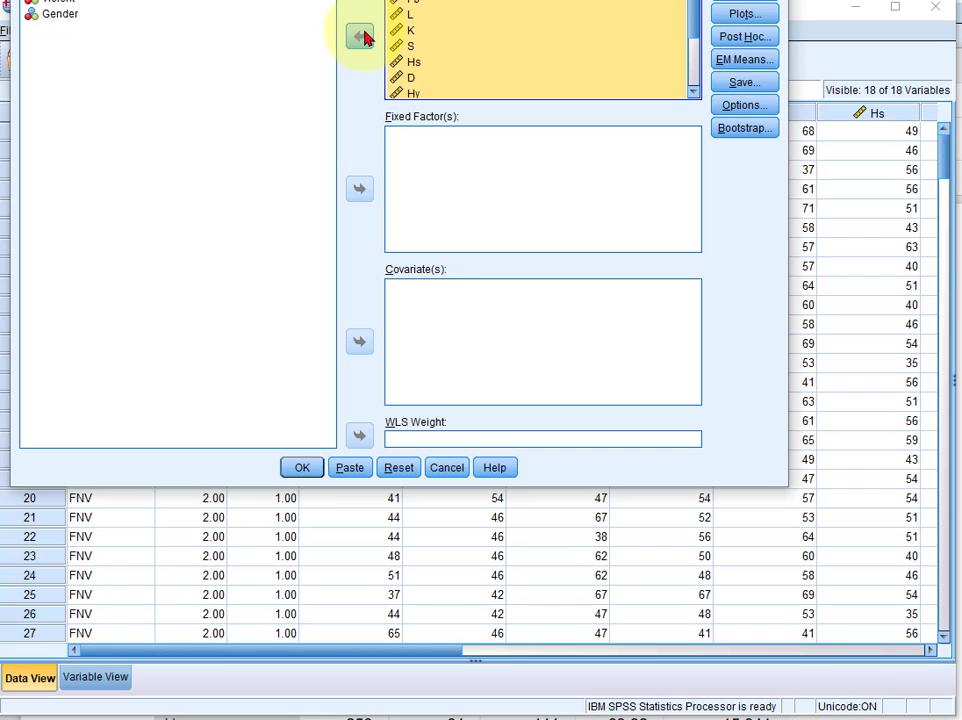 Gender
L
K
S
Hs
D
Hy
Plots...
Post Hoc...
EM Means...
Save...
Options...
Bootstrap...
Fixed Factor(s):
Covariate(s):
WLS Weight:
OK Paste Reset Cancel Help
Visible: 18 of 18 Variables
Hs
68 49
69 46
37 56
61 56
71 51
58 43
57 63
57 40
64 51
60 40
58 46
69 54
53 35
41 56
63 51
61 56
65 59
49 43
47 54
20 FNV 2.00 1.00 41 54 47 54 57 54
21 FNV 2.00 1.00 44 46 67 52 53 51
22 FNV 2.00 1.00 44 46 38 56 64 51
23 FNV 2.00 1.00 48 46 62 50 60 40
24 FNV 2.00 1.00 51 46 62 48 58 46
25 FNV 2.00 1.00 37 42 67 67 69 54
26 FNV 2.00 1.00 44 42 47 48 53 35
27 FNV 2.00 1.00 65 46 47 41 41 56
Data View Variable View
IBM SPSS Statistics Processor is ready Unicode:ON